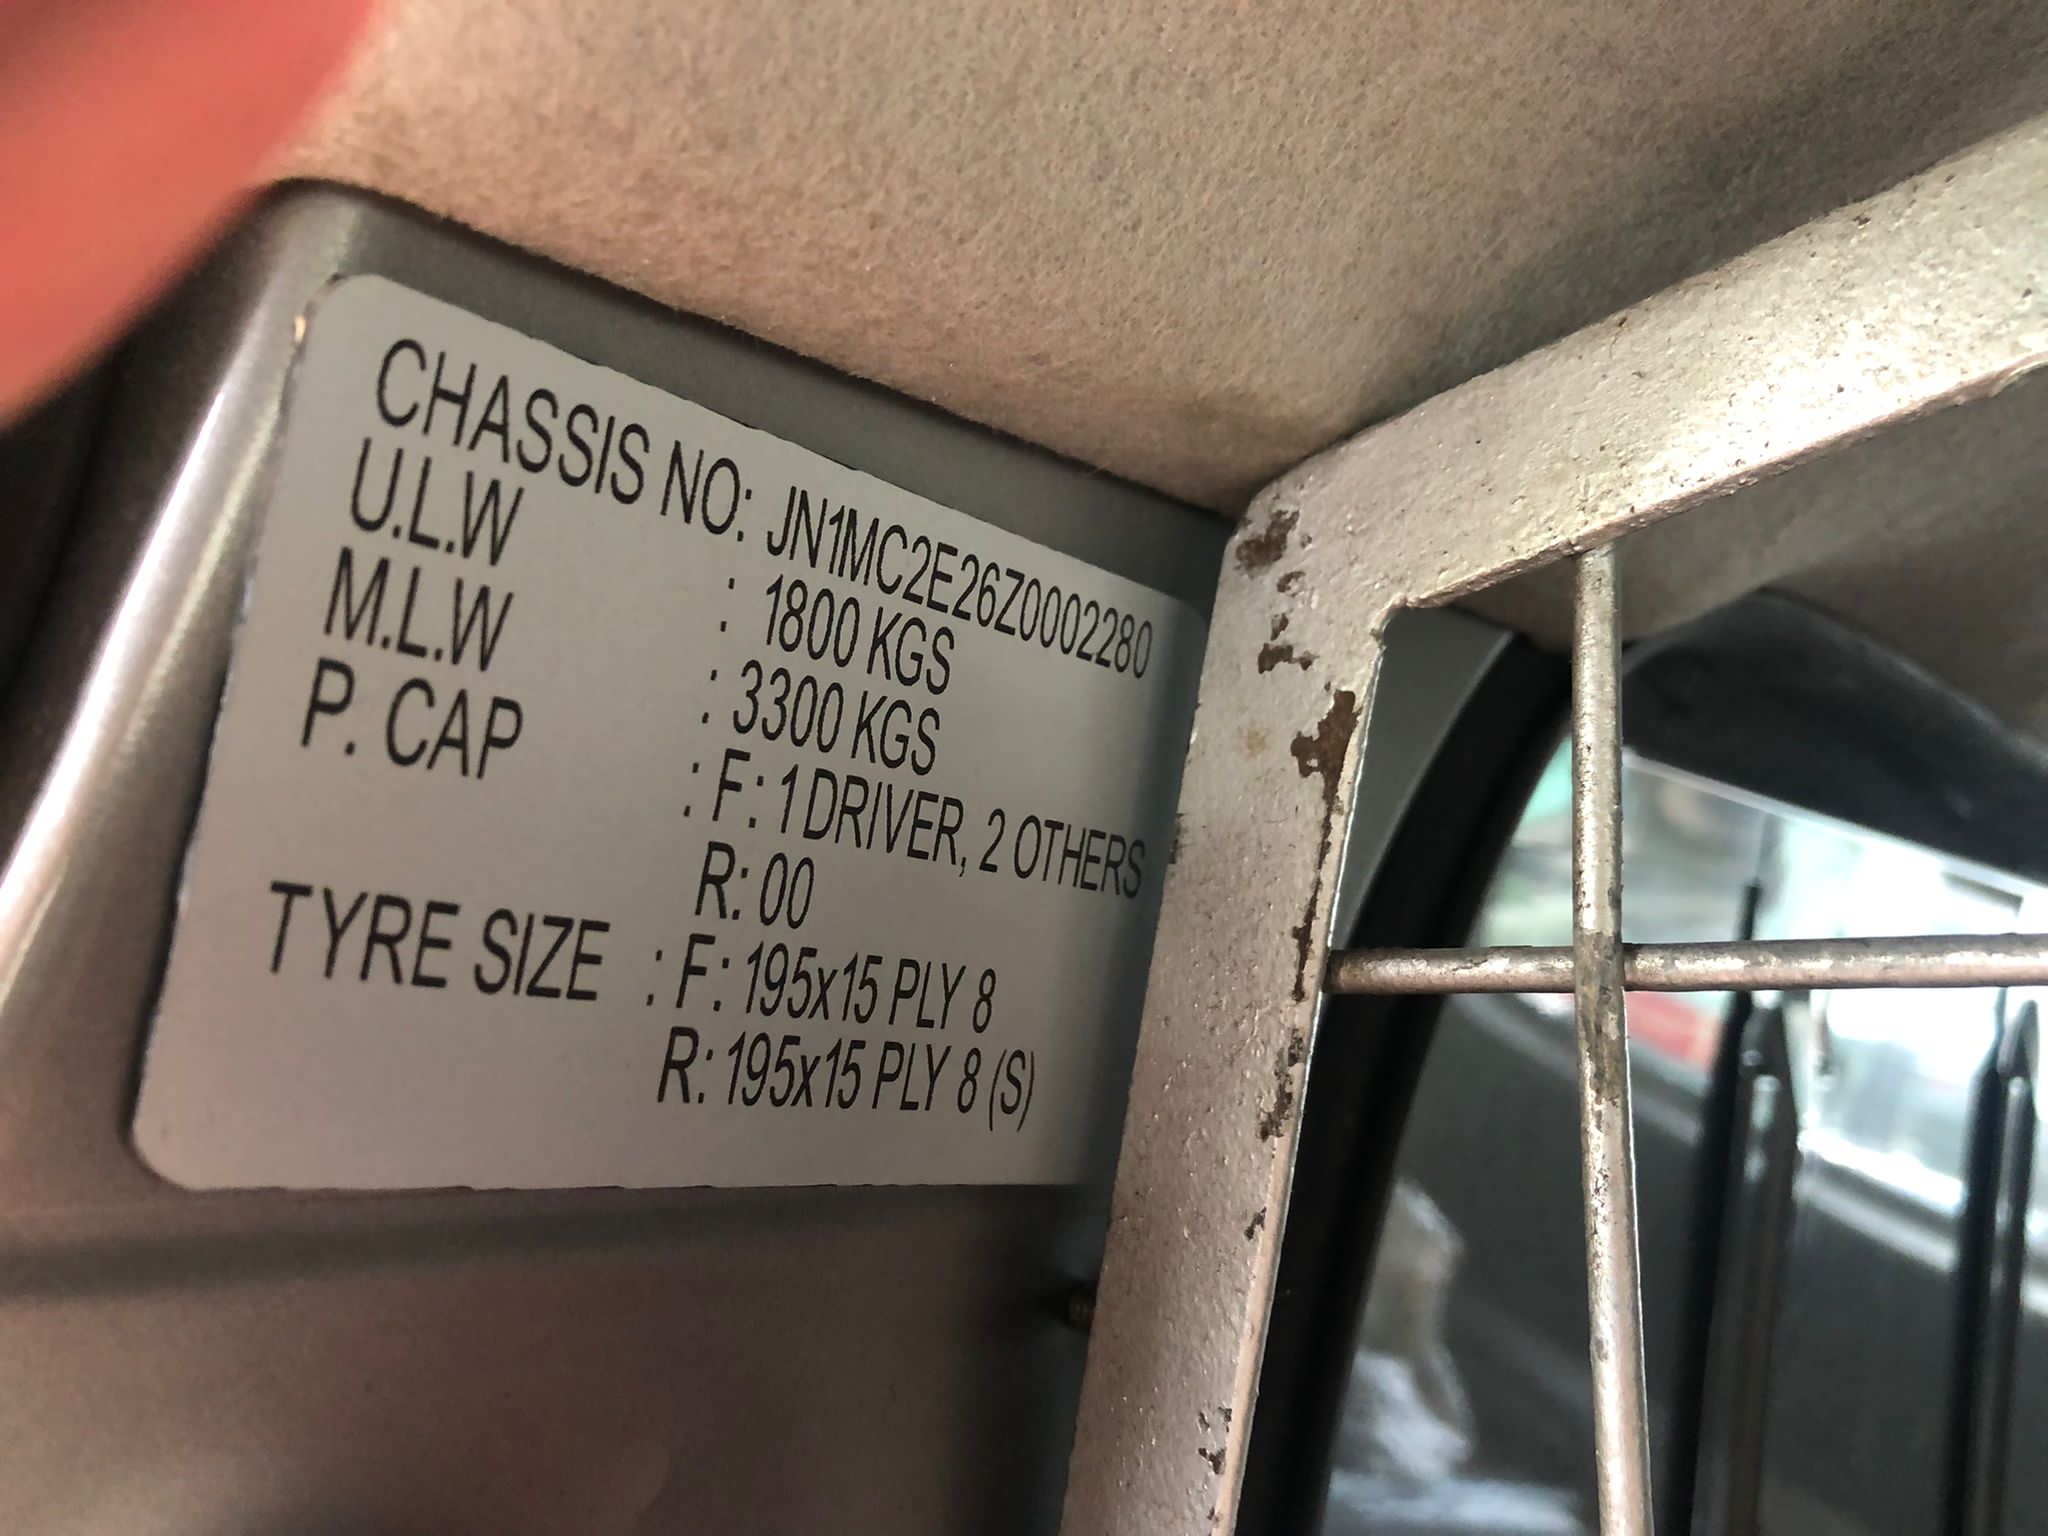 CHASSIS NO: JN1MC2E26Z0002280
U.L.W : 1800 KGS
M.L.W : 3300 KGS
P. CAP : F: 1 DRIVER, 2 OTHERS
R: 00
TYRE SIZE : F: 195x15 PLY 8
R: 195x15 PLY 8 (S)